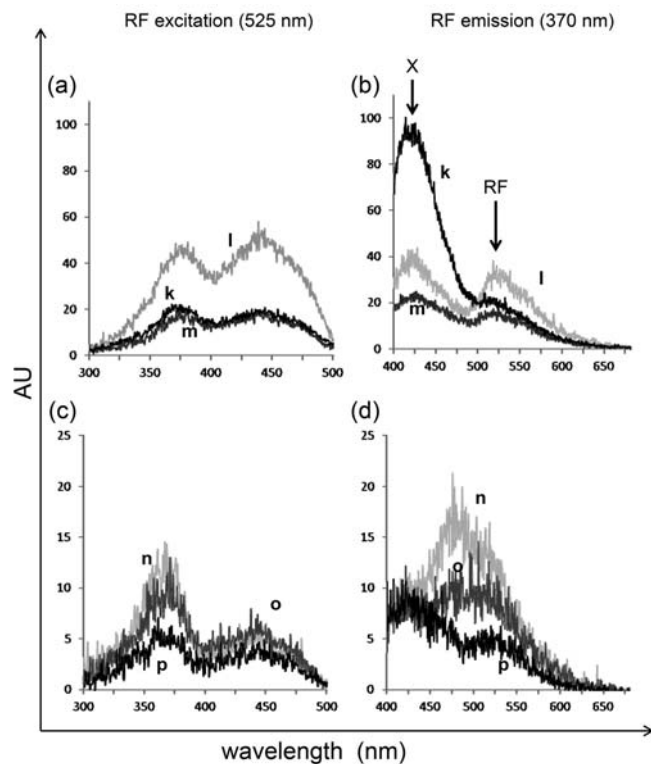 RF excitation (525 nm) RF emission (370 nm)
(a) (b)
X
100 100
k
80 80
RF
60 60
l
40 40
l
k
20 20
m m
0 0
300 350 400 450 500 400 450 500 550 600 650
AU
(c) (d)
25 25
n
20 20
15 15
n
o
10 10
o
5 5
p p
0 0
300 350 400 450 500 400 450 500 550 600 650
wavelength (nm)